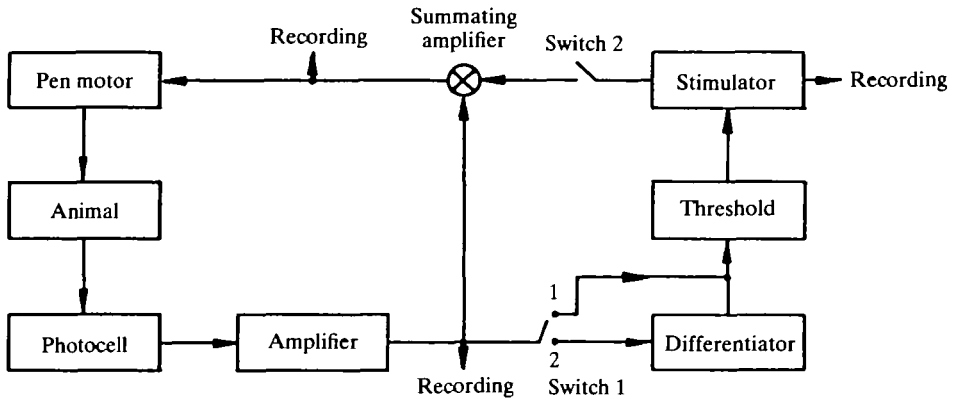 Summating
amplifier
Recording
Switch 2
Pen motor
Stimulator
Recording
Animal
Threshold
1
Photocell
Amplifier
Differentiator
2
Recording
Switch 1